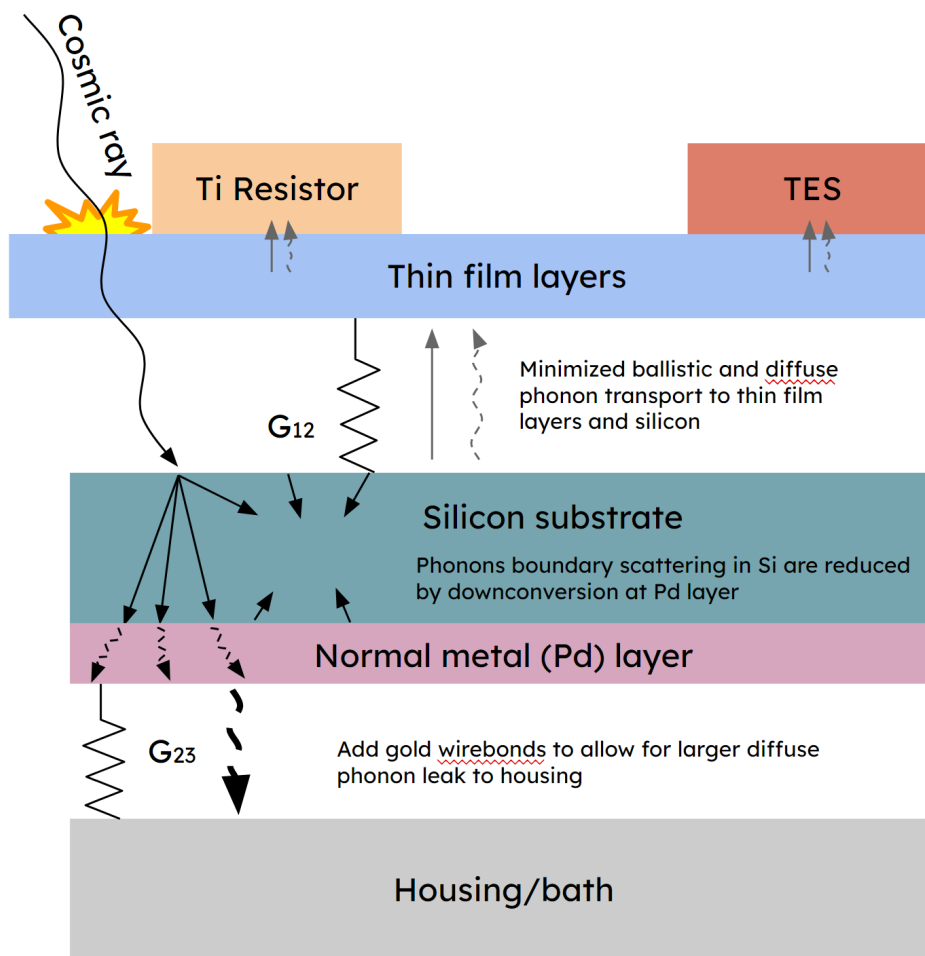 Cosmic ray
Ti Resistor
TES
Thin film layers
Minimized ballistic and diffuse
phonon transport to thin film
layers and silicon
G12
Silicon substrate
Phonons boundary scattering in Si are reduced
by downconversion at Pd layer
Normal metal (Pd) layer
G23
Add gold wirebonds to allow for larger diffuse
phonon leak to housing
Housing/bath